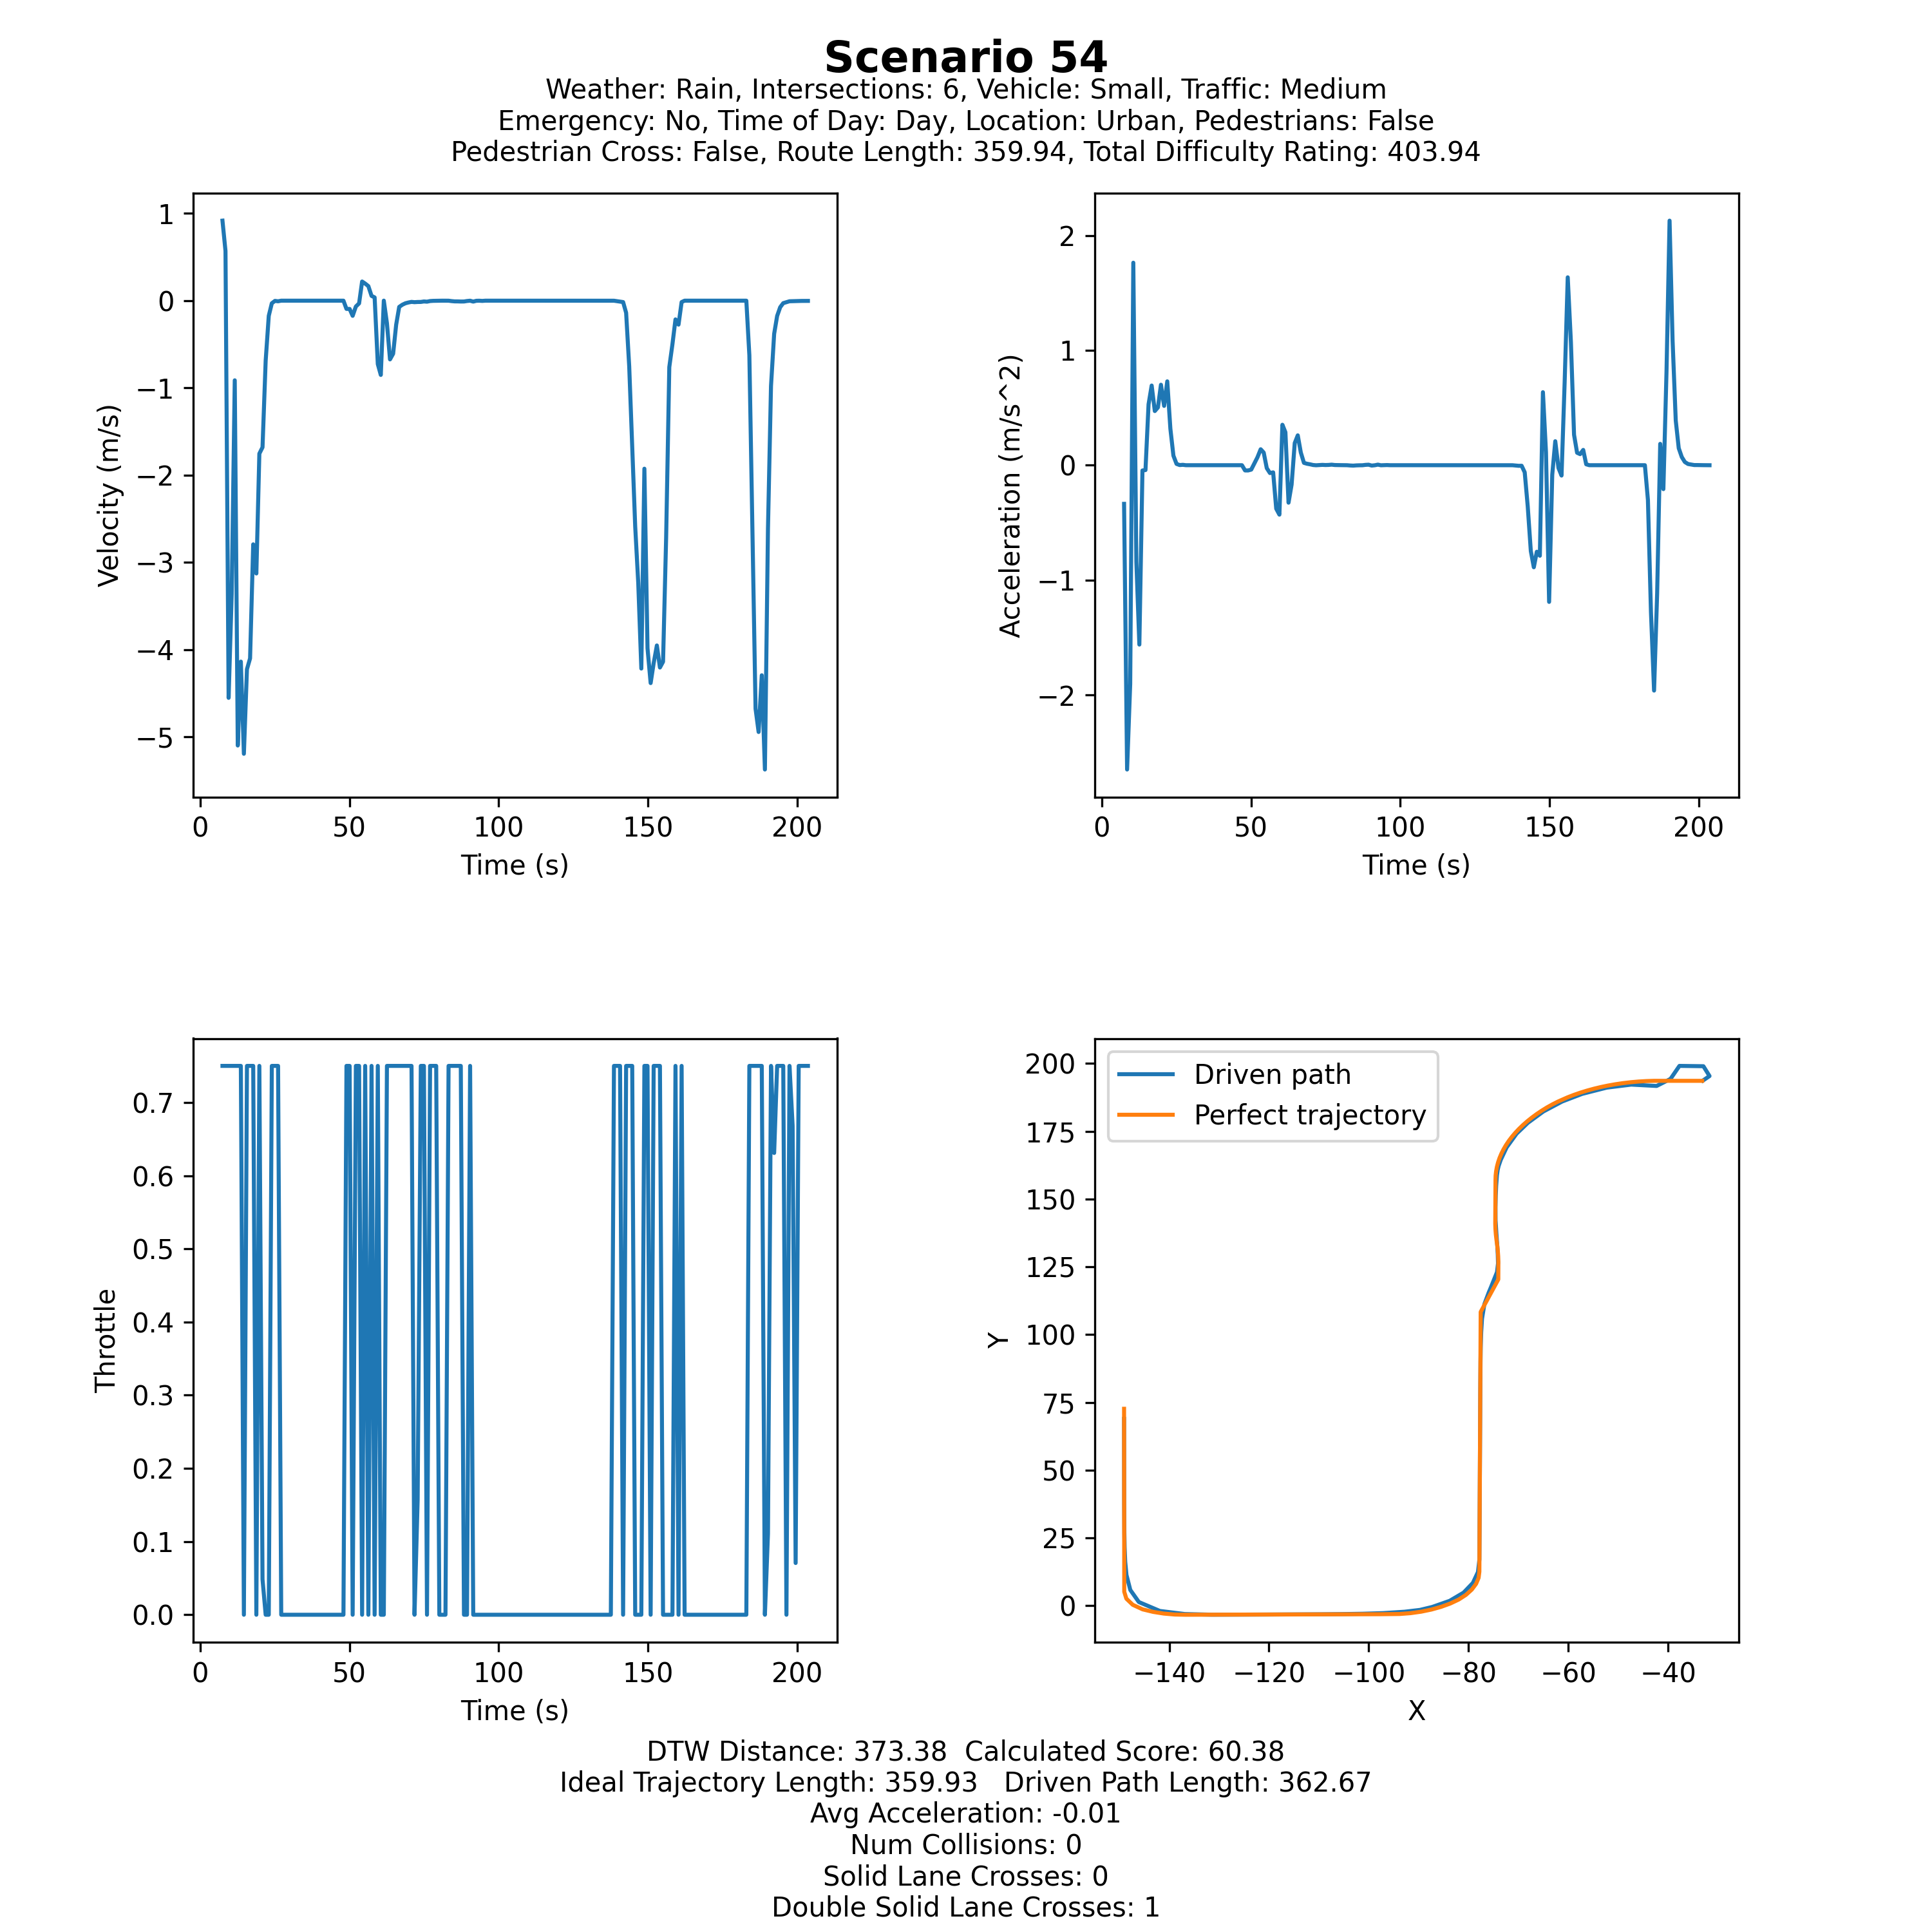 Scenario 54
Weather: Rain, Intersections: 6, Vehicle: Small, Traffic: Medium
Emergency: No, Time of Day: Day, Location: Urban, Pedestrians: False
Pedestrian Cross: False, Route Length: 359.94, Total Difficulty Rating: 403.94
Velocity (m/s)
1
0
−1
−2
−3
−4
−5
0 50 100 150 200
Time (s)
Acceleration (m/s^2)
2
1
0
−1
−2
0 50 100 150 200
Time (s)
Throttle
0.7
0.6
0.5
0.4
0.3
0.2
0.1
0.0
0 50 100 150 200
Time (s)
Y
200
175
150
125
100
75
50
25
0
Driven path
Perfect trajectory
−140 −120 −100 −80 −60 −40
X
DTW Distance: 373.38 Calculated Score: 60.38
Ideal Trajectory Length: 359.93 Driven Path Length: 362.67
Avg Acceleration: -0.01
Num Collisions: 0
Solid Lane Crosses: 0
Double Solid Lane Crosses: 1